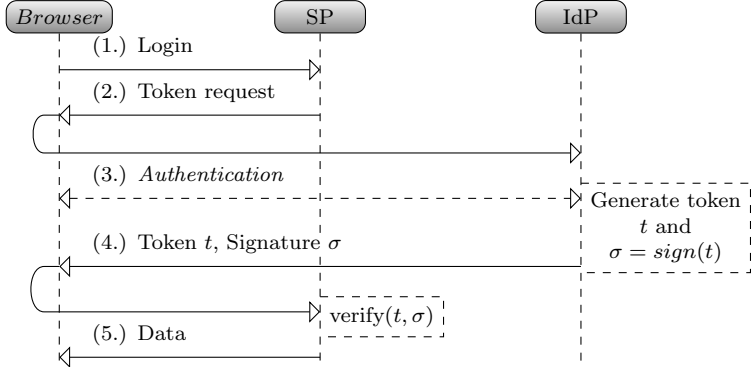 Browser SP IdP
(1.) Login
(2.) Token request
(3.) Authentication
Generate token
t and
σ = sign(t)
(4.) Token t, Signature σ
verify(t, σ)
(5.) Data